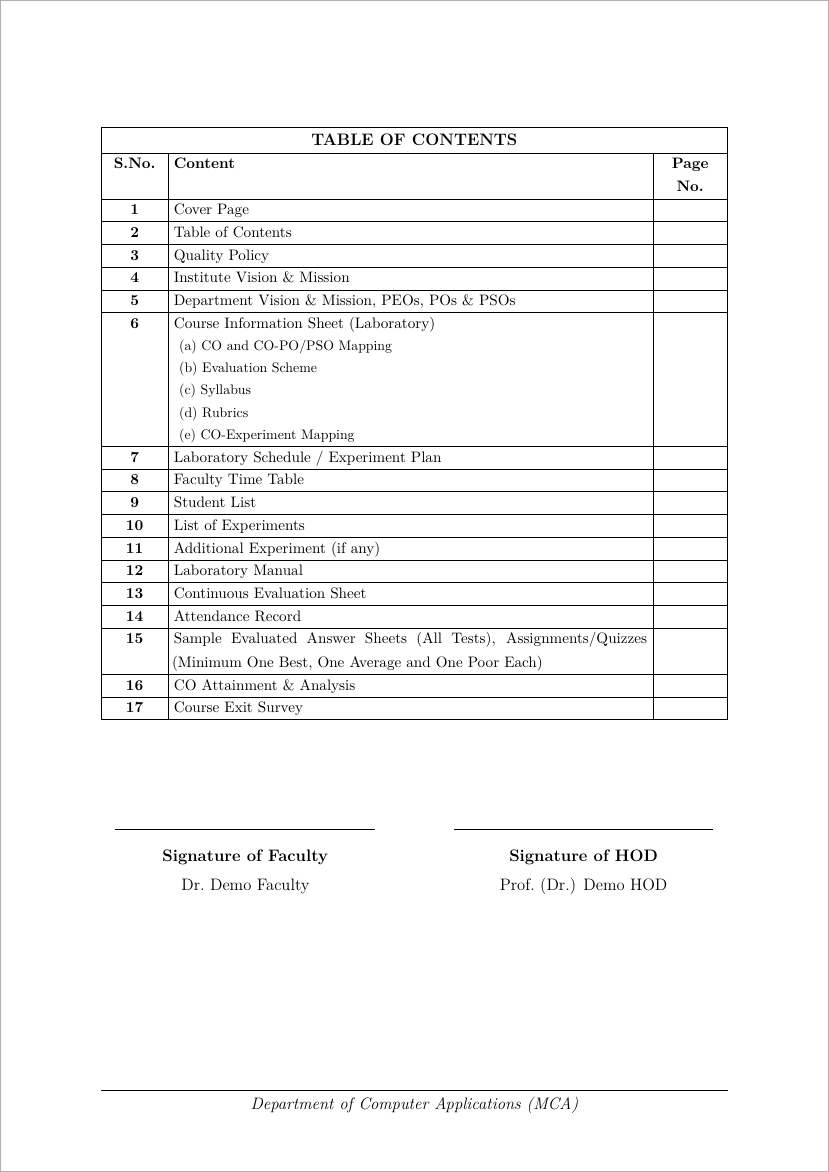 TABLE OF CONTENTS
S.No. Content Page
No.
1 Cover Page
2 Table of Contents
3 Quality Policy
4 Institute Vision & Mission
5 Department Vision & Mission, PEOs, POs & PSOs
6 Course Information Sheet (Laboratory)
(a) CO and CO-PO/PSO Mapping
(b) Evaluation Scheme
(c) Syllabus
(d) Rubrics
(e) CO-Experiment Mapping
7 Laboratory Schedule / Experiment Plan
8 Faculty Time Table
9 Student List
10 List of Experiments
11 Additional Experiment (if any)
12 Laboratory Manual
13 Continuous Evaluation Sheet
14 Attendance Record
15 Sample Evaluated Answer Sheets (All Tests), Assignments/Quizzes
(Minimum One Best, One Average and One Poor Each)
16 CO Attainment & Analysis
17 Course Exit Survey
Signature of Faculty Signature of HOD
Dr. Demo Faculty Prof. (Dr.) Demo HOD
Department of Computer Applications (MCA)